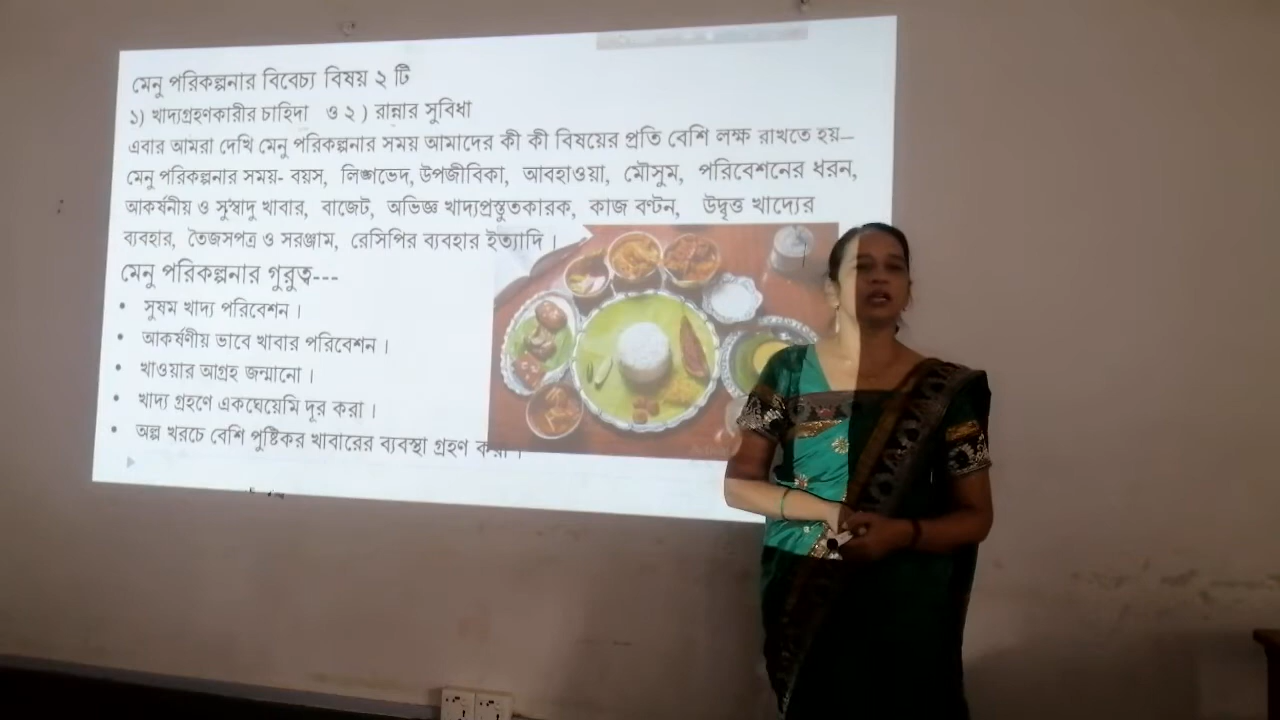 মেনু পরিকল্পনার বিবেচ্য বিষয় ২ টি
১) খাদ্যগ্রহণকারীর চাহিদা ও ২ ) রান্নার সুবিধা
এবার আমরা দেখি মেনু পরিকল্পনার সময় আমাদের কী কী বিষয়ের প্রতি বেশি লক্ষ রাখতে হয়–
মেনু পরিকল্পনার সময়- বয়স, লিঙ্গভেদ, উপজীবিকা, আবহাওয়া, মৌসুম, পরিবেশনের ধরন,
আকর্ষনীয় ও সুস্বাদু খাবার, বাজেট, অভিজ্ঞ খাদ্যপ্রস্তুতকারক, কাজ বণ্টন, উদ্বৃত্ত খাদ্যের
ব্যবহার, তৈজসপত্র ও সরঞ্জাম, রেসিপির ব্যবহার ইত্যাদি ।
মেনু পরিকল্পনার গুরুত্ব---
• সুষম খাদ্য পরিবেশন ।
• আকর্ষণীয় ভাবে খাবার পরিবেশন ।
• খাওয়ার আগ্রহ জন্মানো ।
• খাদ্য গ্রহণে একঘেয়েমি দূর করা ।
• অল্প খরচে বেশি পুষ্টিকর খাবারের ব্যবস্থা গ্রহণ করা ।